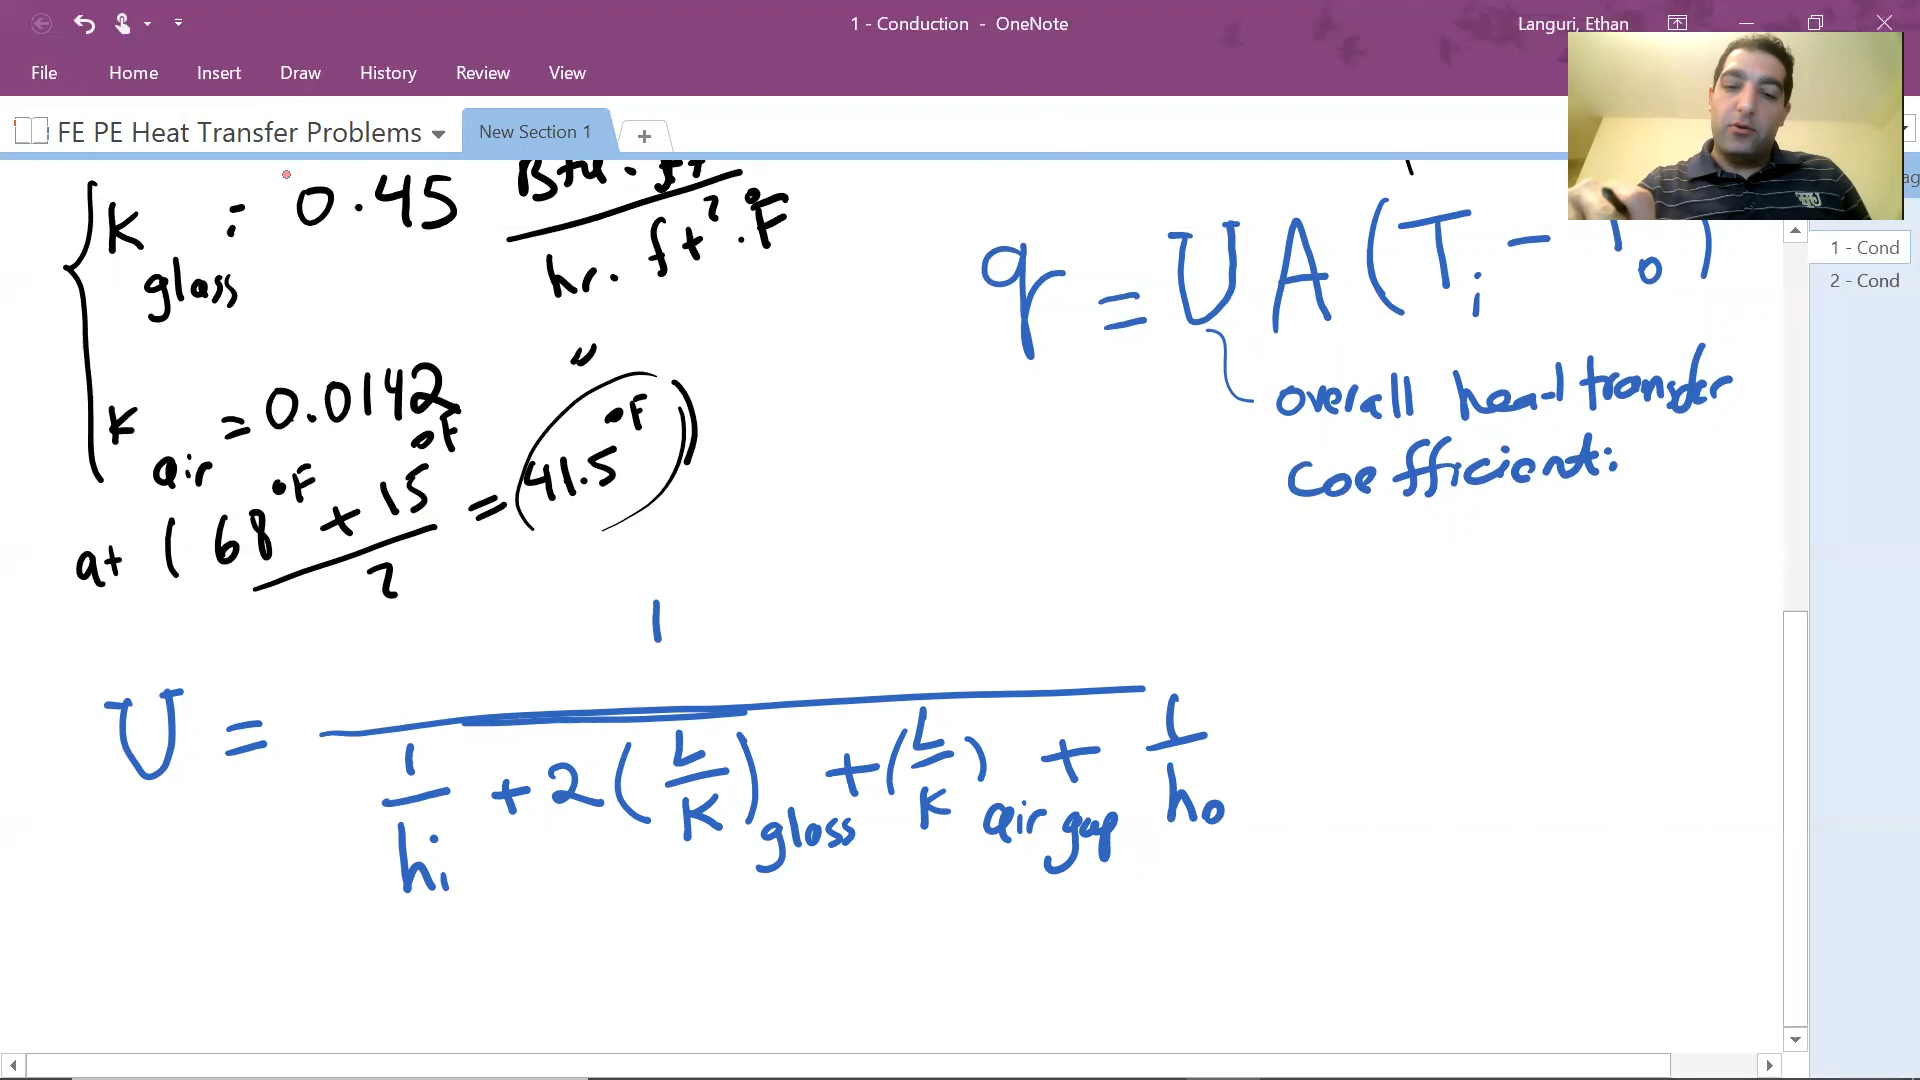 1 - Conduction - OneNote
Languri, Ethan
File Home Insert Draw History Review View
FE PE Heat Transfer Problems
New Section 1
+
1 - Cond
2 - Cond
K glass : 0.45 Btu . ft / hr. ft² . °F
K air = 0.0142 "
at ( 68 °F + 15 °F / 2 = 41.5 °F )
q = U A ( Ti - To )
overall heat transfer
coefficient:
U = 1 / 1/hi + 2 ( L/K ) glass + ( L/K ) air gap + 1/ho